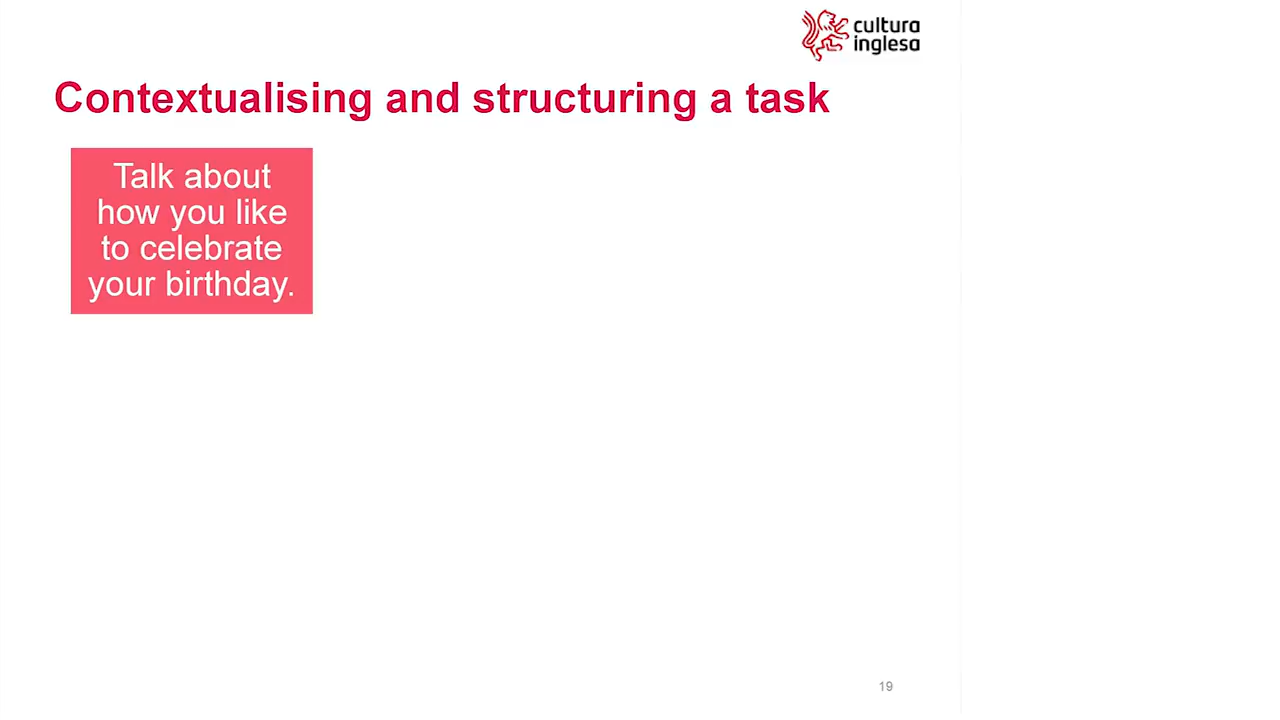 cultura
inglesa
Contextualising and structuring a task
Talk about
how you like
to celebrate
your birthday.
19